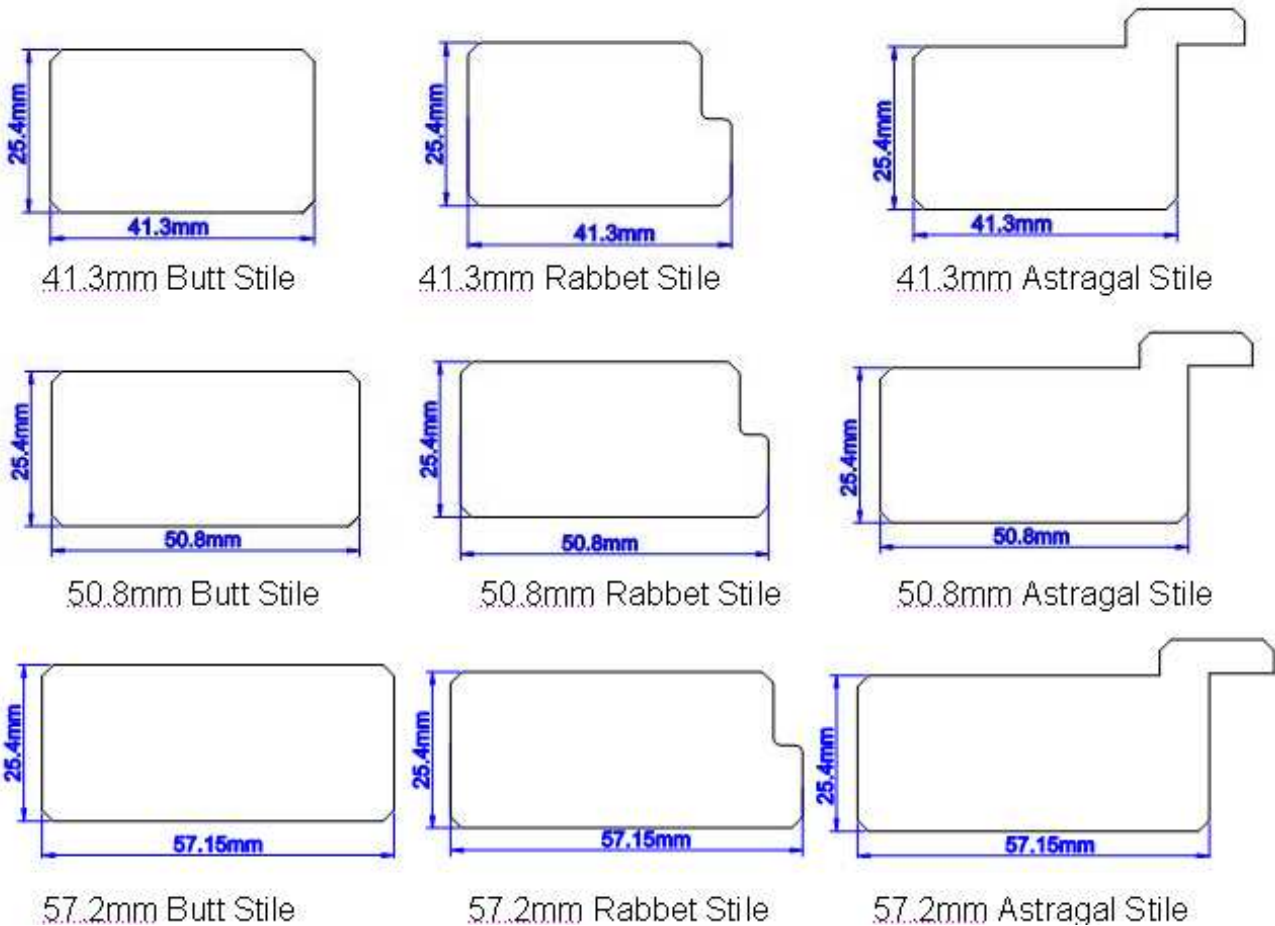 25.4mm
41.3mm
41.3mm Butt Stile
25.4mm
41.3mm
41.3mm Rabbet Stile
25.4mm
41.3mm
41.3mm Astragal Stile
25.4mm
50.8mm
50.8mm Butt Stile
25.4mm
50.8mm
50.8mm Rabbet Stile
25.4mm
50.8mm
50.8mm Astragal Stile
25.4mm
57.15mm
57.2mm Butt Stile
25.4mm
57.15mm
57.2mm Rabbet Stile
25.4mm
57.15mm
57.2mm Astragal Stile